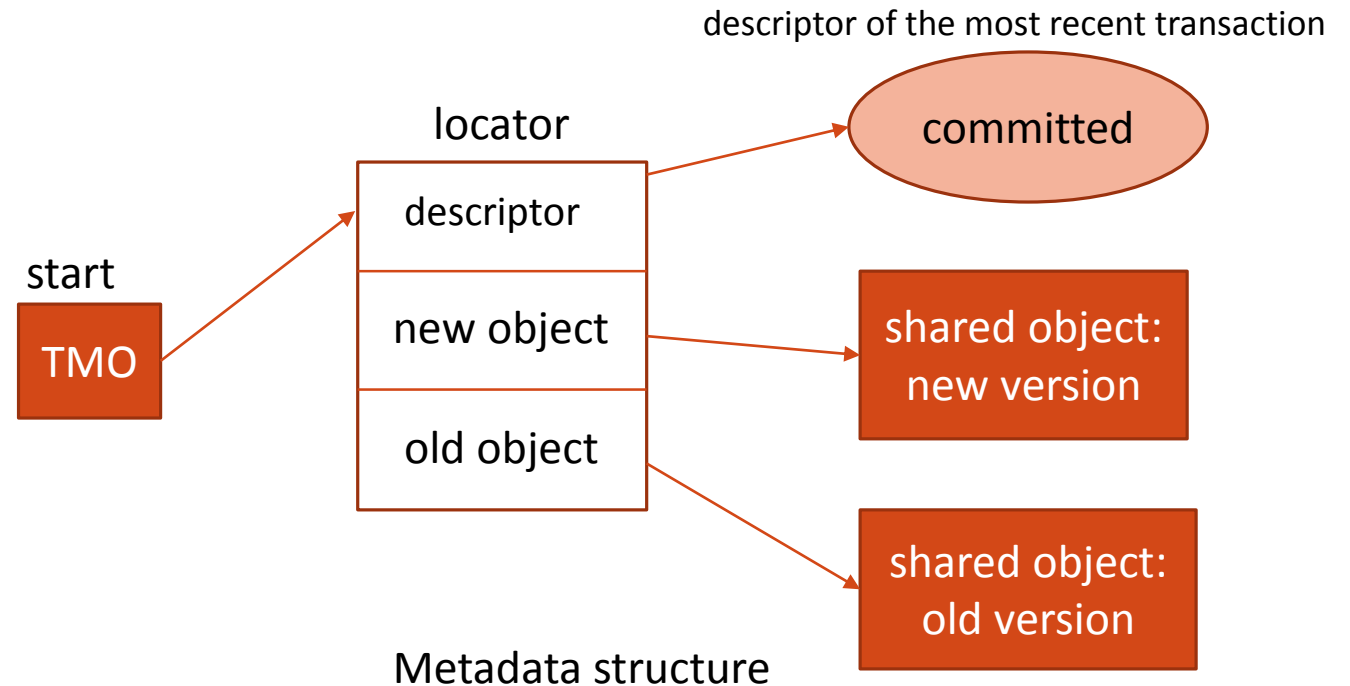 descriptor of the most recent transaction
locator
committed
descriptor
start
TMO
new object
shared object:
new version
old object
shared object:
old version
Metadata structure